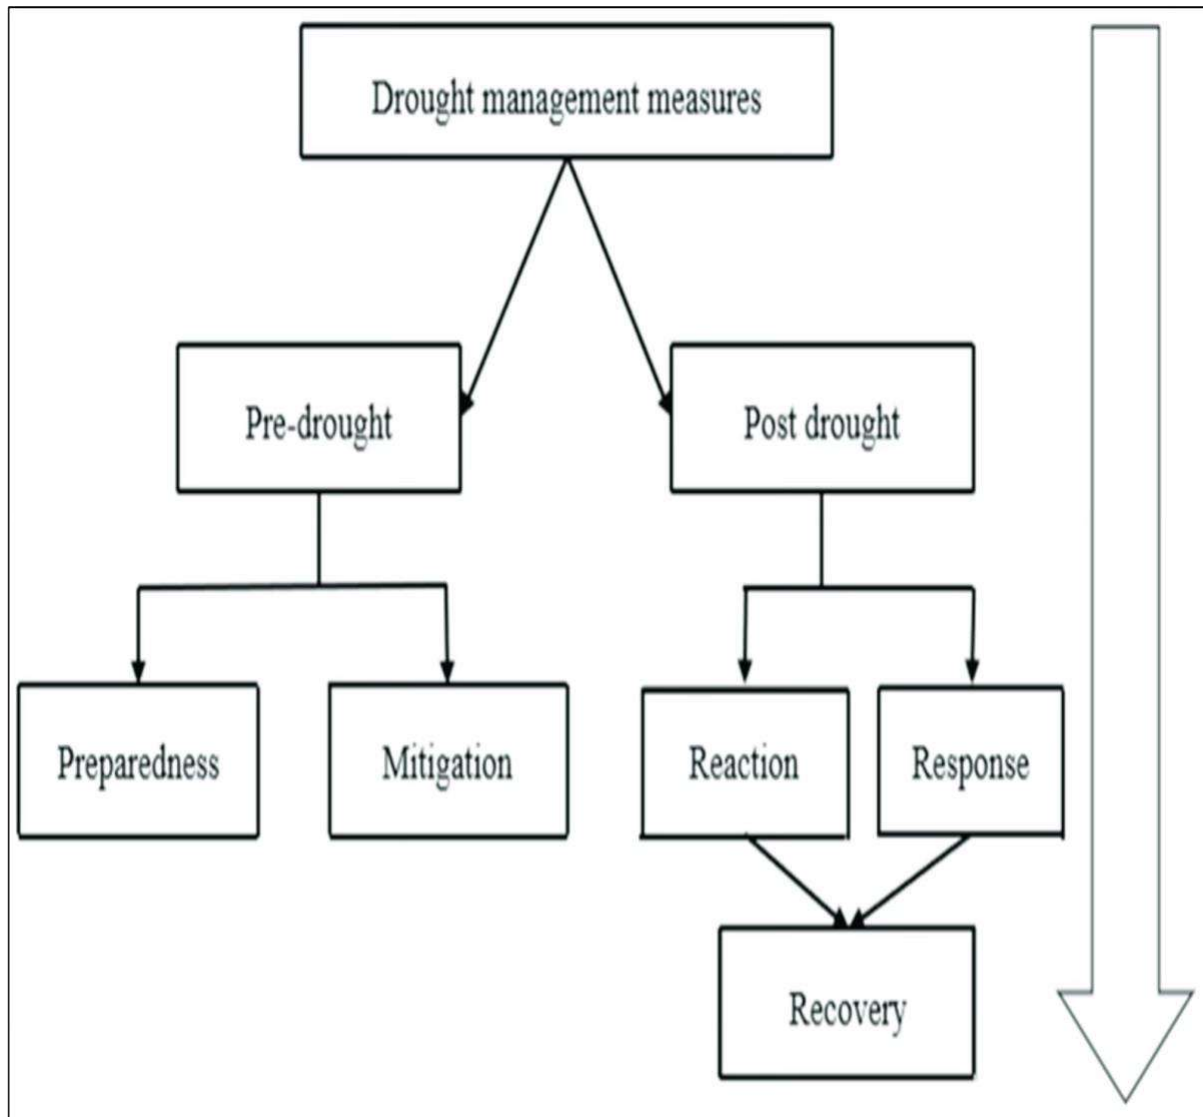 Drought management measures
Pre-drought
Post drought
Preparedness
Mitigation
Reaction
Response
Recovery